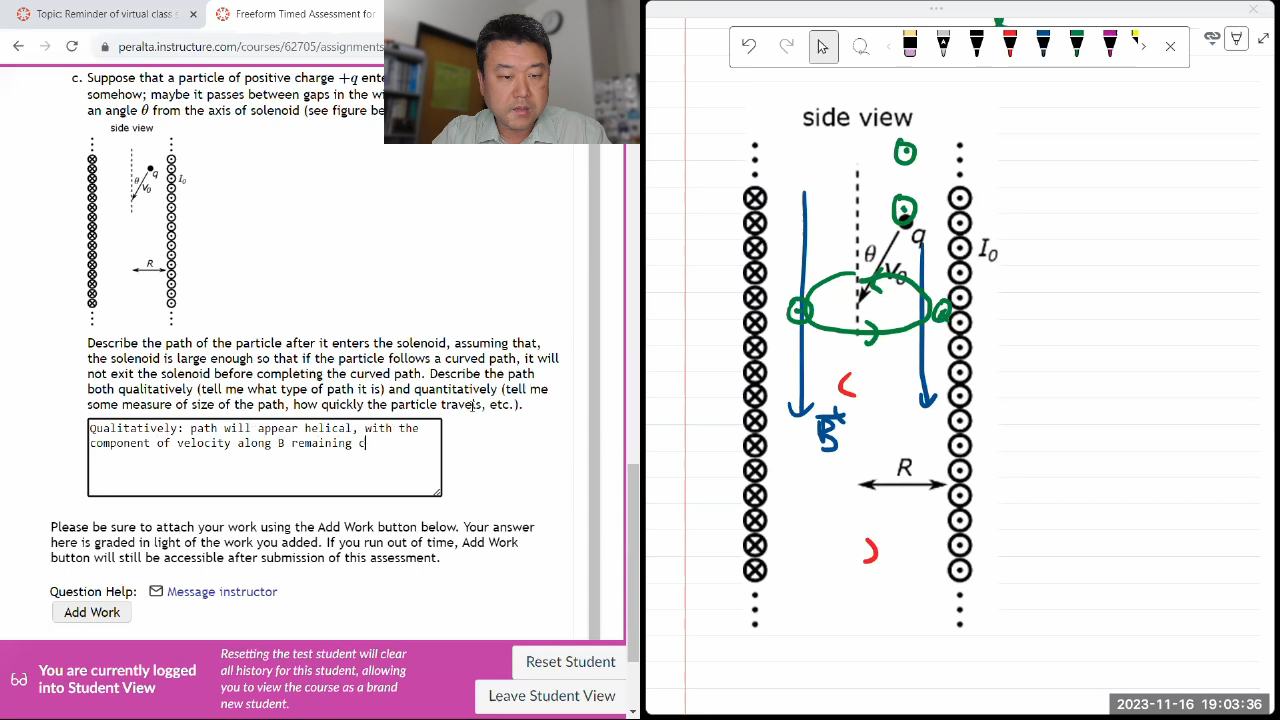 Topic: Reminder of virtual class s
Freeform Timed Assessment for
peralta.instructure.com/courses/62705/assignments
c. Suppose that a particle of positive charge +q ente
somehow; maybe it passes between gaps in the wi
an angle θ from the axis of solenoid (see figure be
side view
q
θ
V0
I0
R
Describe the path of the particle after it enters the solenoid, assuming that,
the solenoid is large enough so that if the particle follows a curved path, it will
not exit the solenoid before completing the curved path. Describe the path
both qualitatively (tell me what type of path it is) and quantitatively (tell me
some measure of size of the path, how quickly the particle travels, etc.).
Qualitatively: path will appear helical, with the
component of velocity along B remaining c
Please be sure to attach your work using the Add Work button below. Your answer
here is graded in light of the work you added. If you run out of time, Add Work
button will still be accessible after submission of this assessment.
Question Help: Message instructor
Add Work
You are currently logged
into Student View
Resetting the test student will clear
all history for this student, allowing
you to view the course as a brand
new student.
Reset Student
Leave Student View
side view
q
θ
V0
I0
B
R
2023-11-16 19:03:36